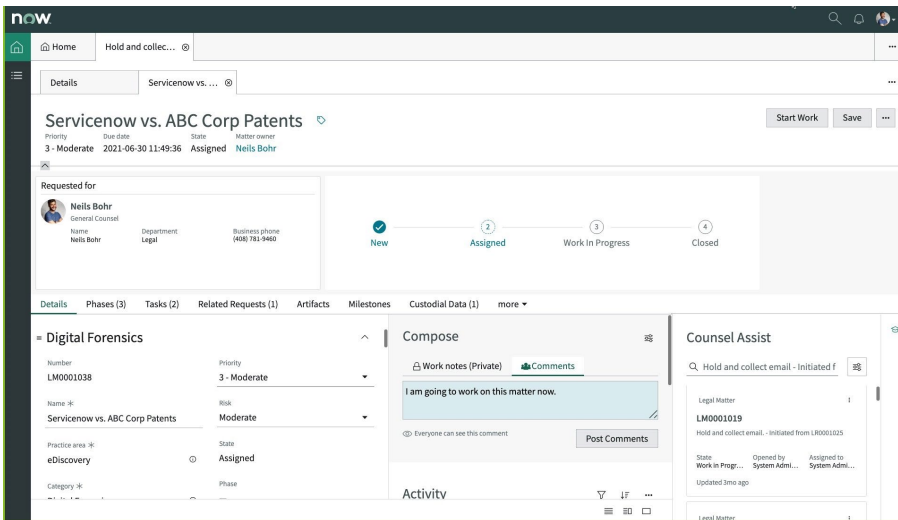 now
Home
Hold and collec...
Details
Servicenow vs. ...
Servicenow vs. ABC Corp Patents
Start Work
Save
Priority
Due date
State
Matter owner
3 - Moderate
2021-06-30 11:49:36
Assigned
Neils Bohr
Requested for
Neils Bohr
General Counsel
Name
Department
Business phone
Neils Bohr
Legal
(408) 781-9460
2
3
4
New
Assigned
Work In Progress
Closed
Details
Phases (3)
Tasks (2)
Related Requests (1)
Artifacts
Milestones
Custodial Data (1)
more
Digital Forensics
Number
LM0001038
Priority
3 - Moderate
Name
Servicenow vs. ABC Corp Patents
Risk
Moderate
Practice area
eDiscovery
State
Assigned
Category
Phase
Compose
Work notes (Private)
Comments
I am going to work on this matter now.
Everyone can see this comment
Post Comments
Activity
Counsel Assist
Hold and collect email - Initiated f
Legal Matter
LM0001019
Hold and collect email. - Initiated from LR0001025
State
Opened by
Assigned to
Work in Progr...
System Admi...
System Admi...
Updated 3mo ago
Legal Matter